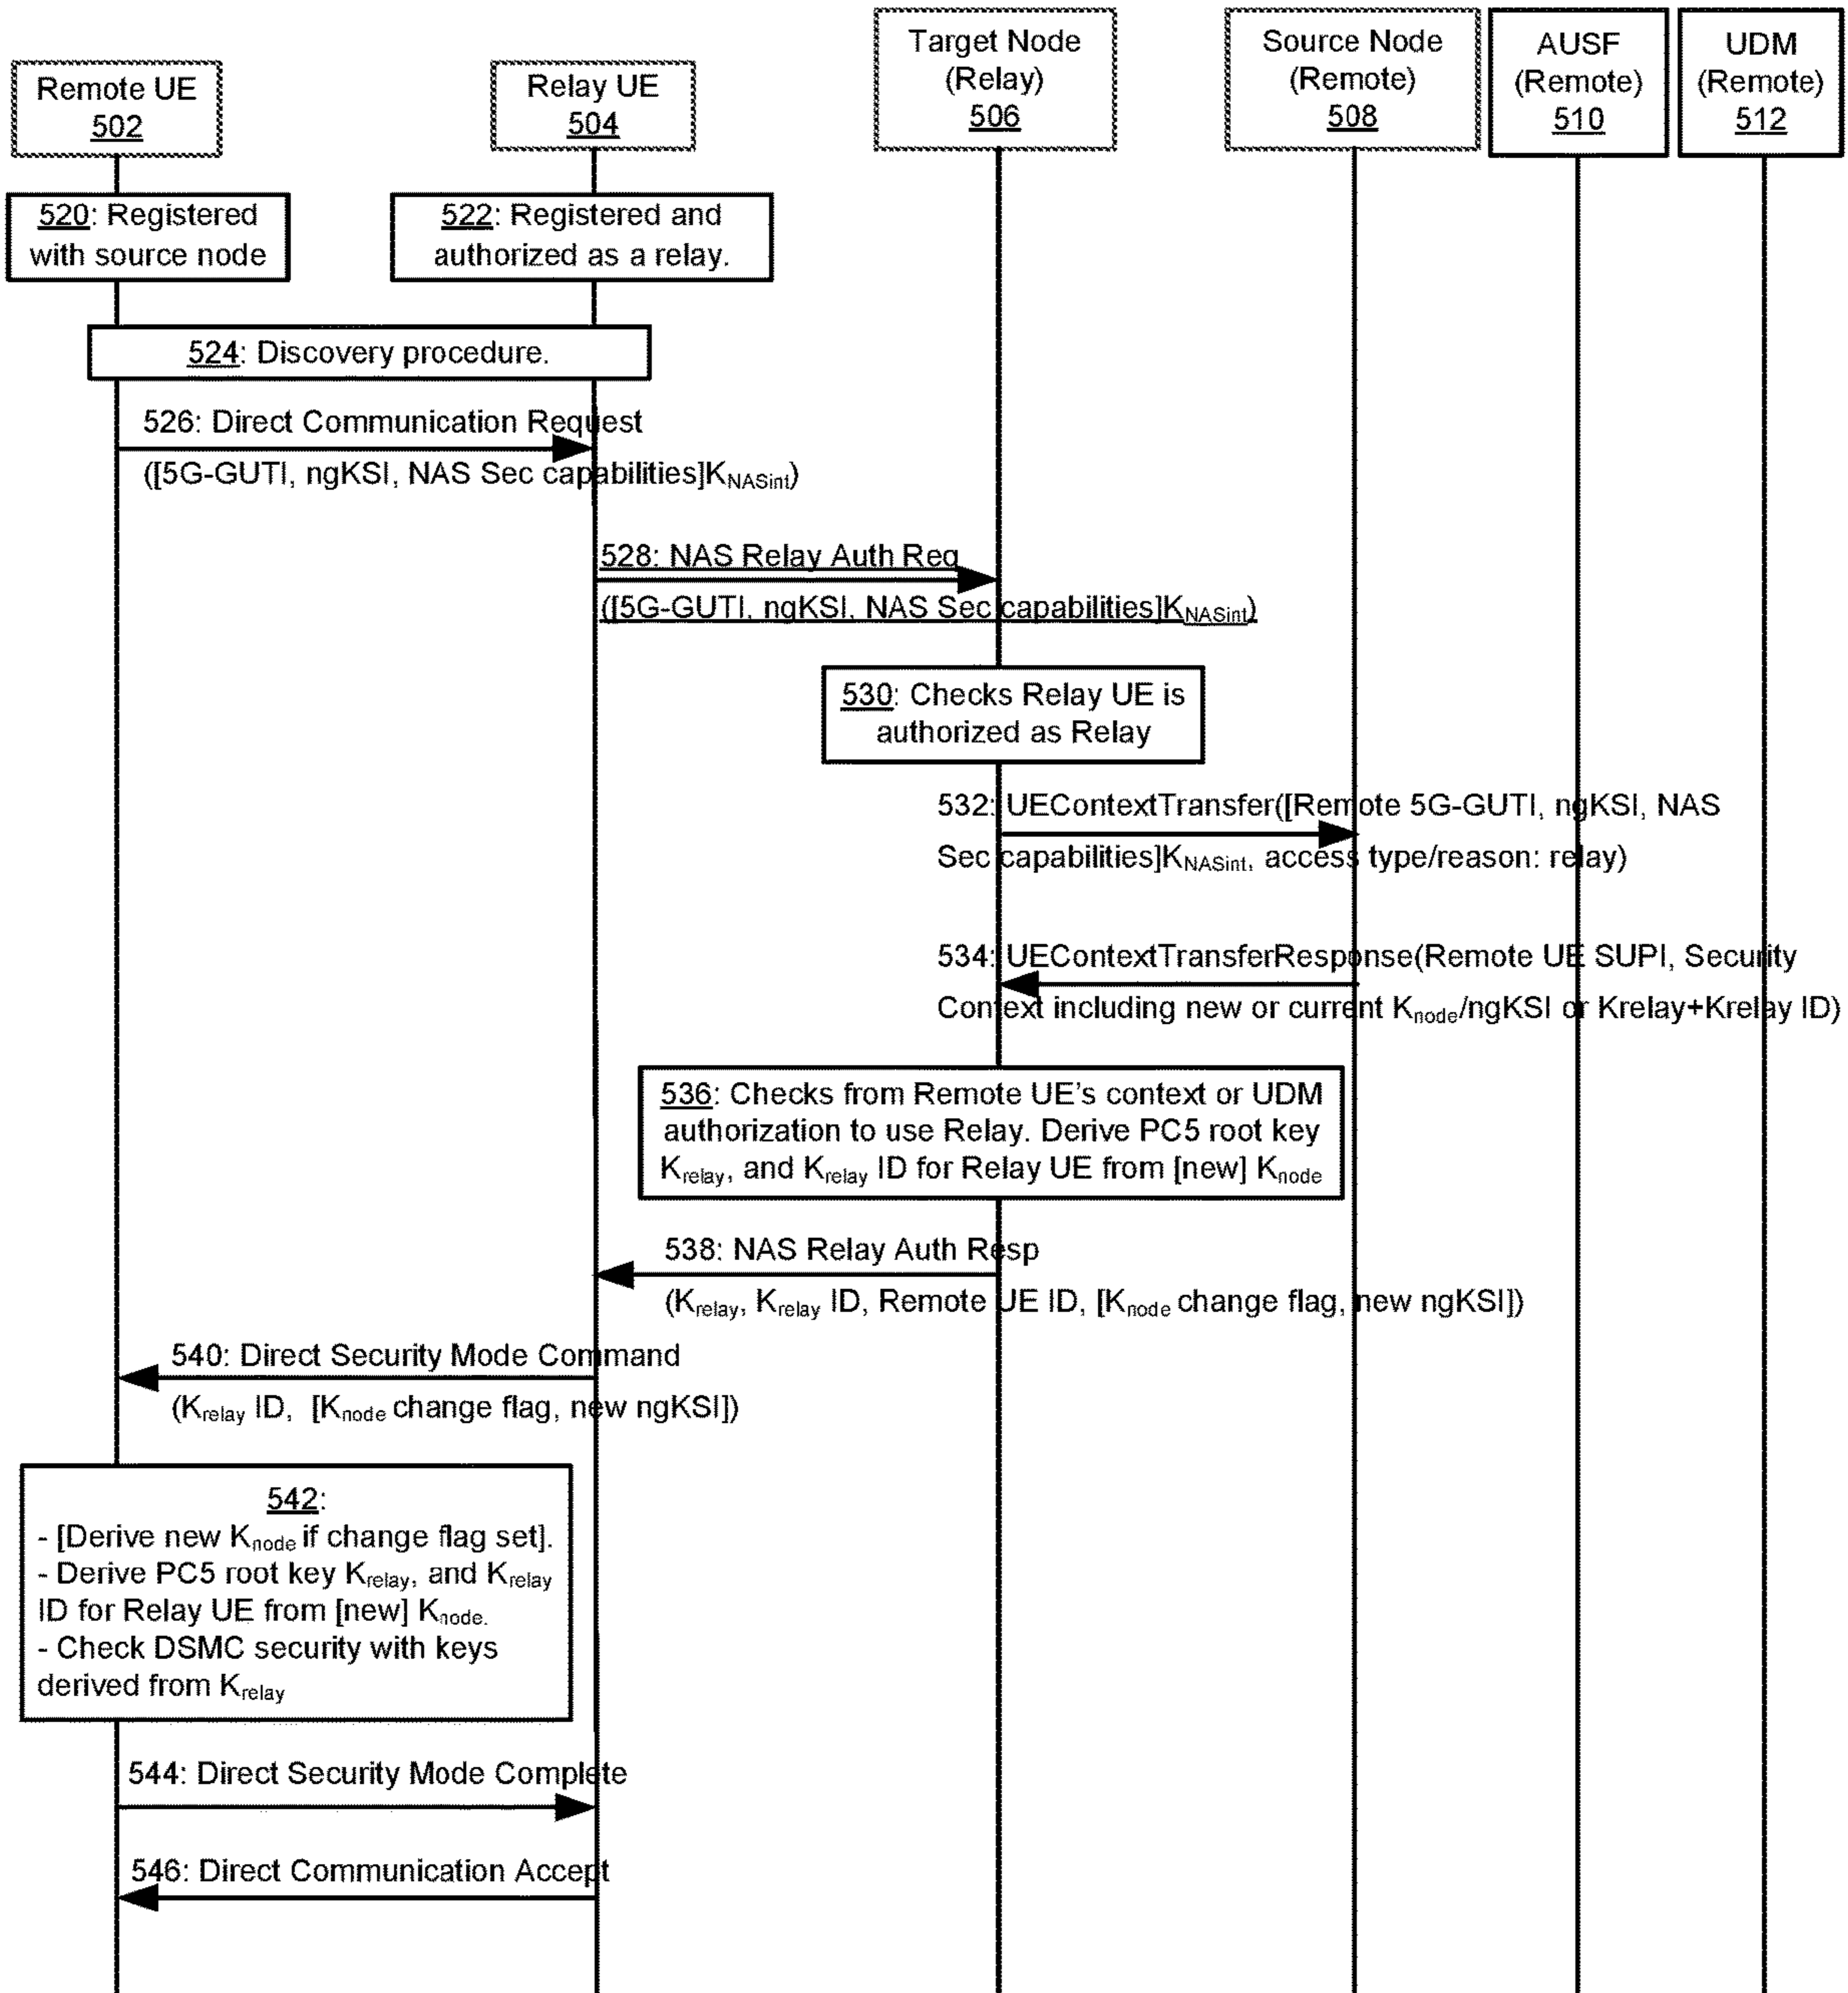 Remote UE
502
Relay UE
504
Target Node
(Relay)
506
Source Node
(Remote)
508
AUSF
(Remote)
510
UDM
(Remote)
512
520: Registered
with source node
522: Registered and
authorized as a relay.
524: Discovery procedure.
526: Direct Communication Request
([5G-GUTI, ngKSI, NAS Sec capabilities]KNASint)
528: NAS Relay Auth Req
([5G-GUTI, ngKSI, NAS Sec capabilities]KNASint)
530: Checks Relay UE is
authorized as Relay
532: UEContextTransfer([Remote 5G-GUTI, ngKSI, NAS
Sec capabilities]KNASint, access type/reason: relay)
534: UEContextTransferResponse(Remote UE SUPI, Security
Context including new or current Knode/ngKSI or Krelay+Krelay ID)
536: Checks from Remote UE's context or UDM
authorization to use Relay. Derive PC5 root key
Krelay, and Krelay ID for Relay UE from [new] Knode
538: NAS Relay Auth Resp
(Krelay, Krelay ID, Remote UE ID, [Knode change flag, new ngKSI])
540: Direct Security Mode Command
(Krelay ID, [Knode change flag, new ngKSI])
542:
- [Derive new Knode if change flag set].
- Derive PC5 root key Krelay, and Krelay
ID for Relay UE from [new] Knode.
- Check DSMC security with keys
derived from Krelay
544: Direct Security Mode Complete
546: Direct Communication Accept